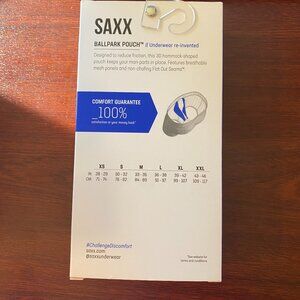 SAXX
BALLPARK POUCH™ // Underwear re-invented
Designed to reduce friction, this 3D hammock-shaped
pouch keeps your man-parts in place. Features breathable
mesh panels and non-chafing Flat Out Seams™.
COMFORT GUARANTEE
_100%
satisfaction or your money back*
XS S M L XL XXL
IN 28-29 30-32 33-35 36-38 39-42 43-46
CM 71-74 76-82 84-89 91-97 99-107 109-117
#ChallengeDiscomfort
saxx.com
@saxxunderwear
*See website for
terms and conditions